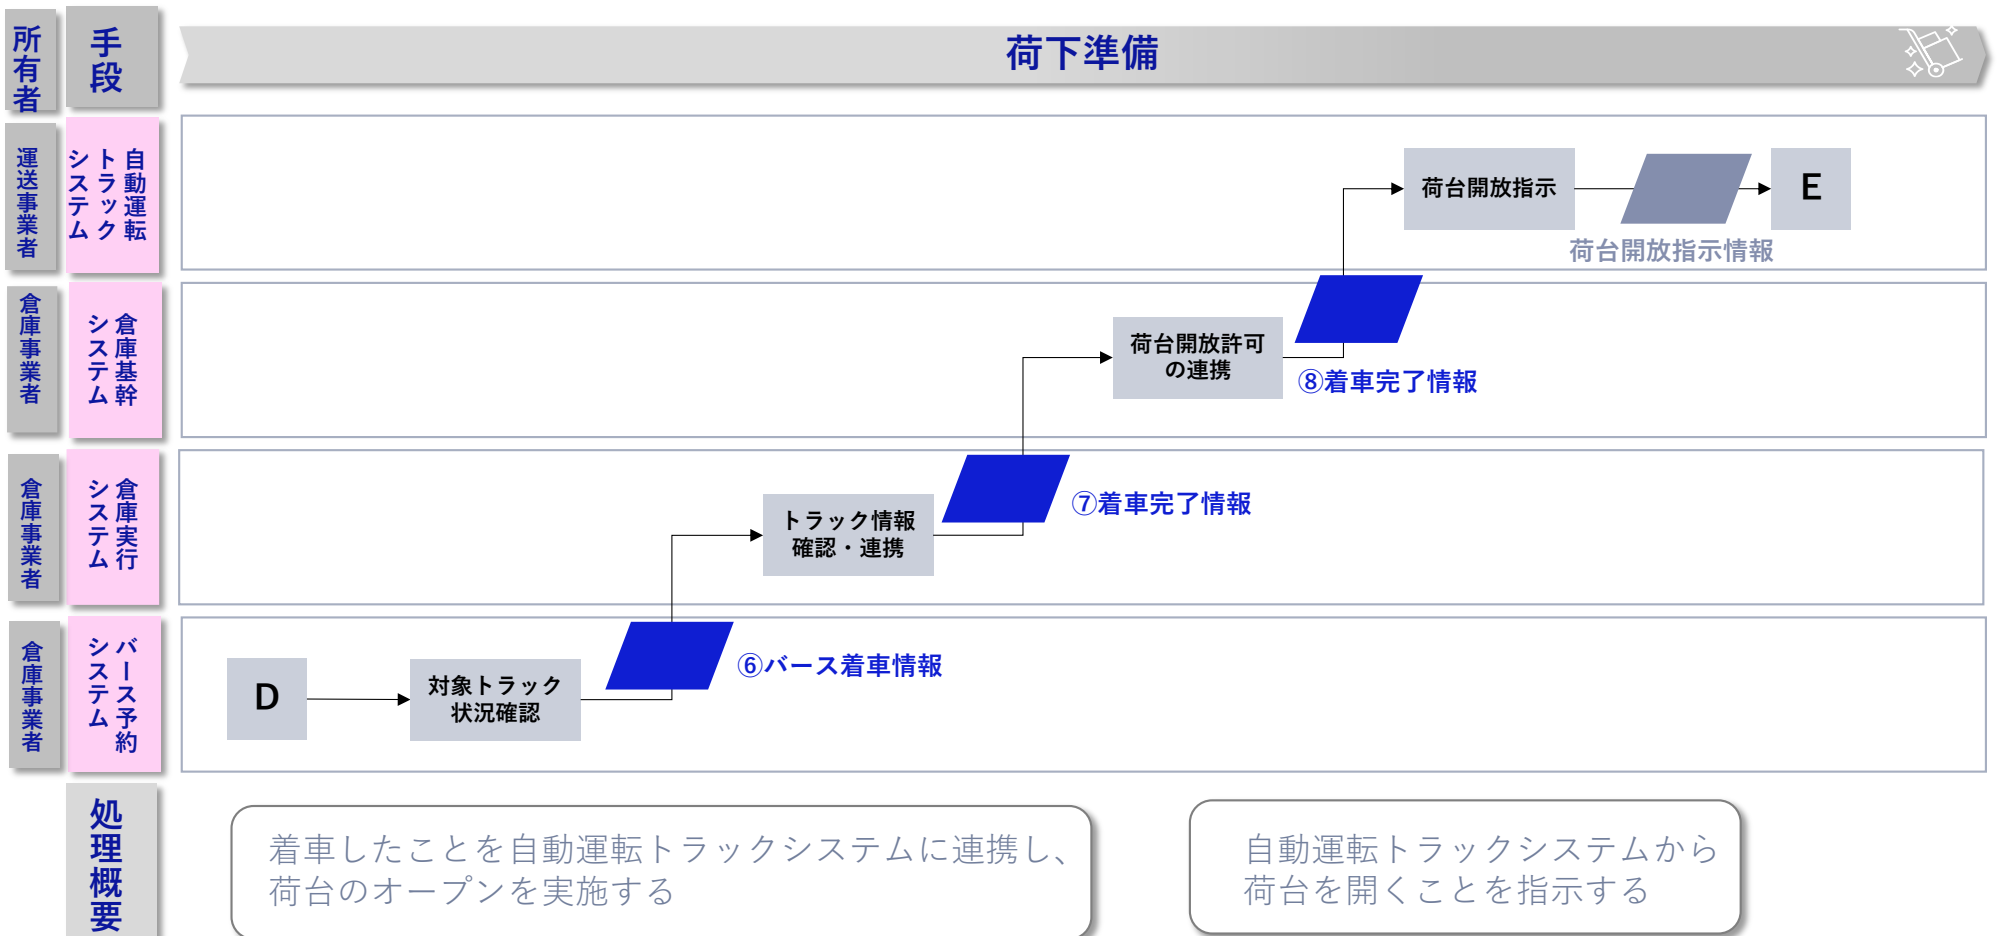 所有者
手段
荷下準備
運送事業者
自動運転
トラック
システム
荷台開放指示
E
荷台開放指示情報
倉庫事業者
倉庫基幹
システム
荷台開放許可
の連携
⑧着車完了情報
倉庫事業者
倉庫実行
システム
トラック情報
確認・連携
⑦着車完了情報
倉庫事業者
バース予約
システム
D
対象トラック
状況確認
⑥バース着車情報
処理概要
着車したことを自動運転トラックシステムに連携し、
荷台のオープンを実施する
自動運転トラックシステムから
荷台を開くことを指示する